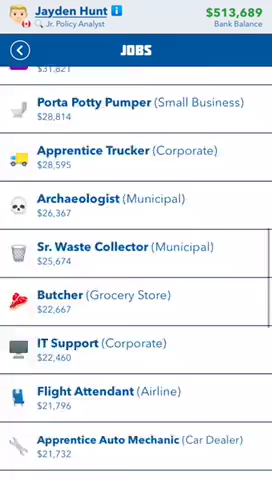 Jayden Hunt
$513,689
Jr. Policy Analyst
Bank Balance
JOBS
$31,821
Porta Potty Pumper (Small Business)
$28,814
Apprentice Trucker (Corporate)
$28,595
Archaeologist (Municipal)
$26,367
Sr. Waste Collector (Municipal)
$25,674
Butcher (Grocery Store)
$22,667
IT Support (Corporate)
$22,460
Flight Attendant (Airline)
$21,796
Apprentice Auto Mechanic (Car Dealer)
$21,732